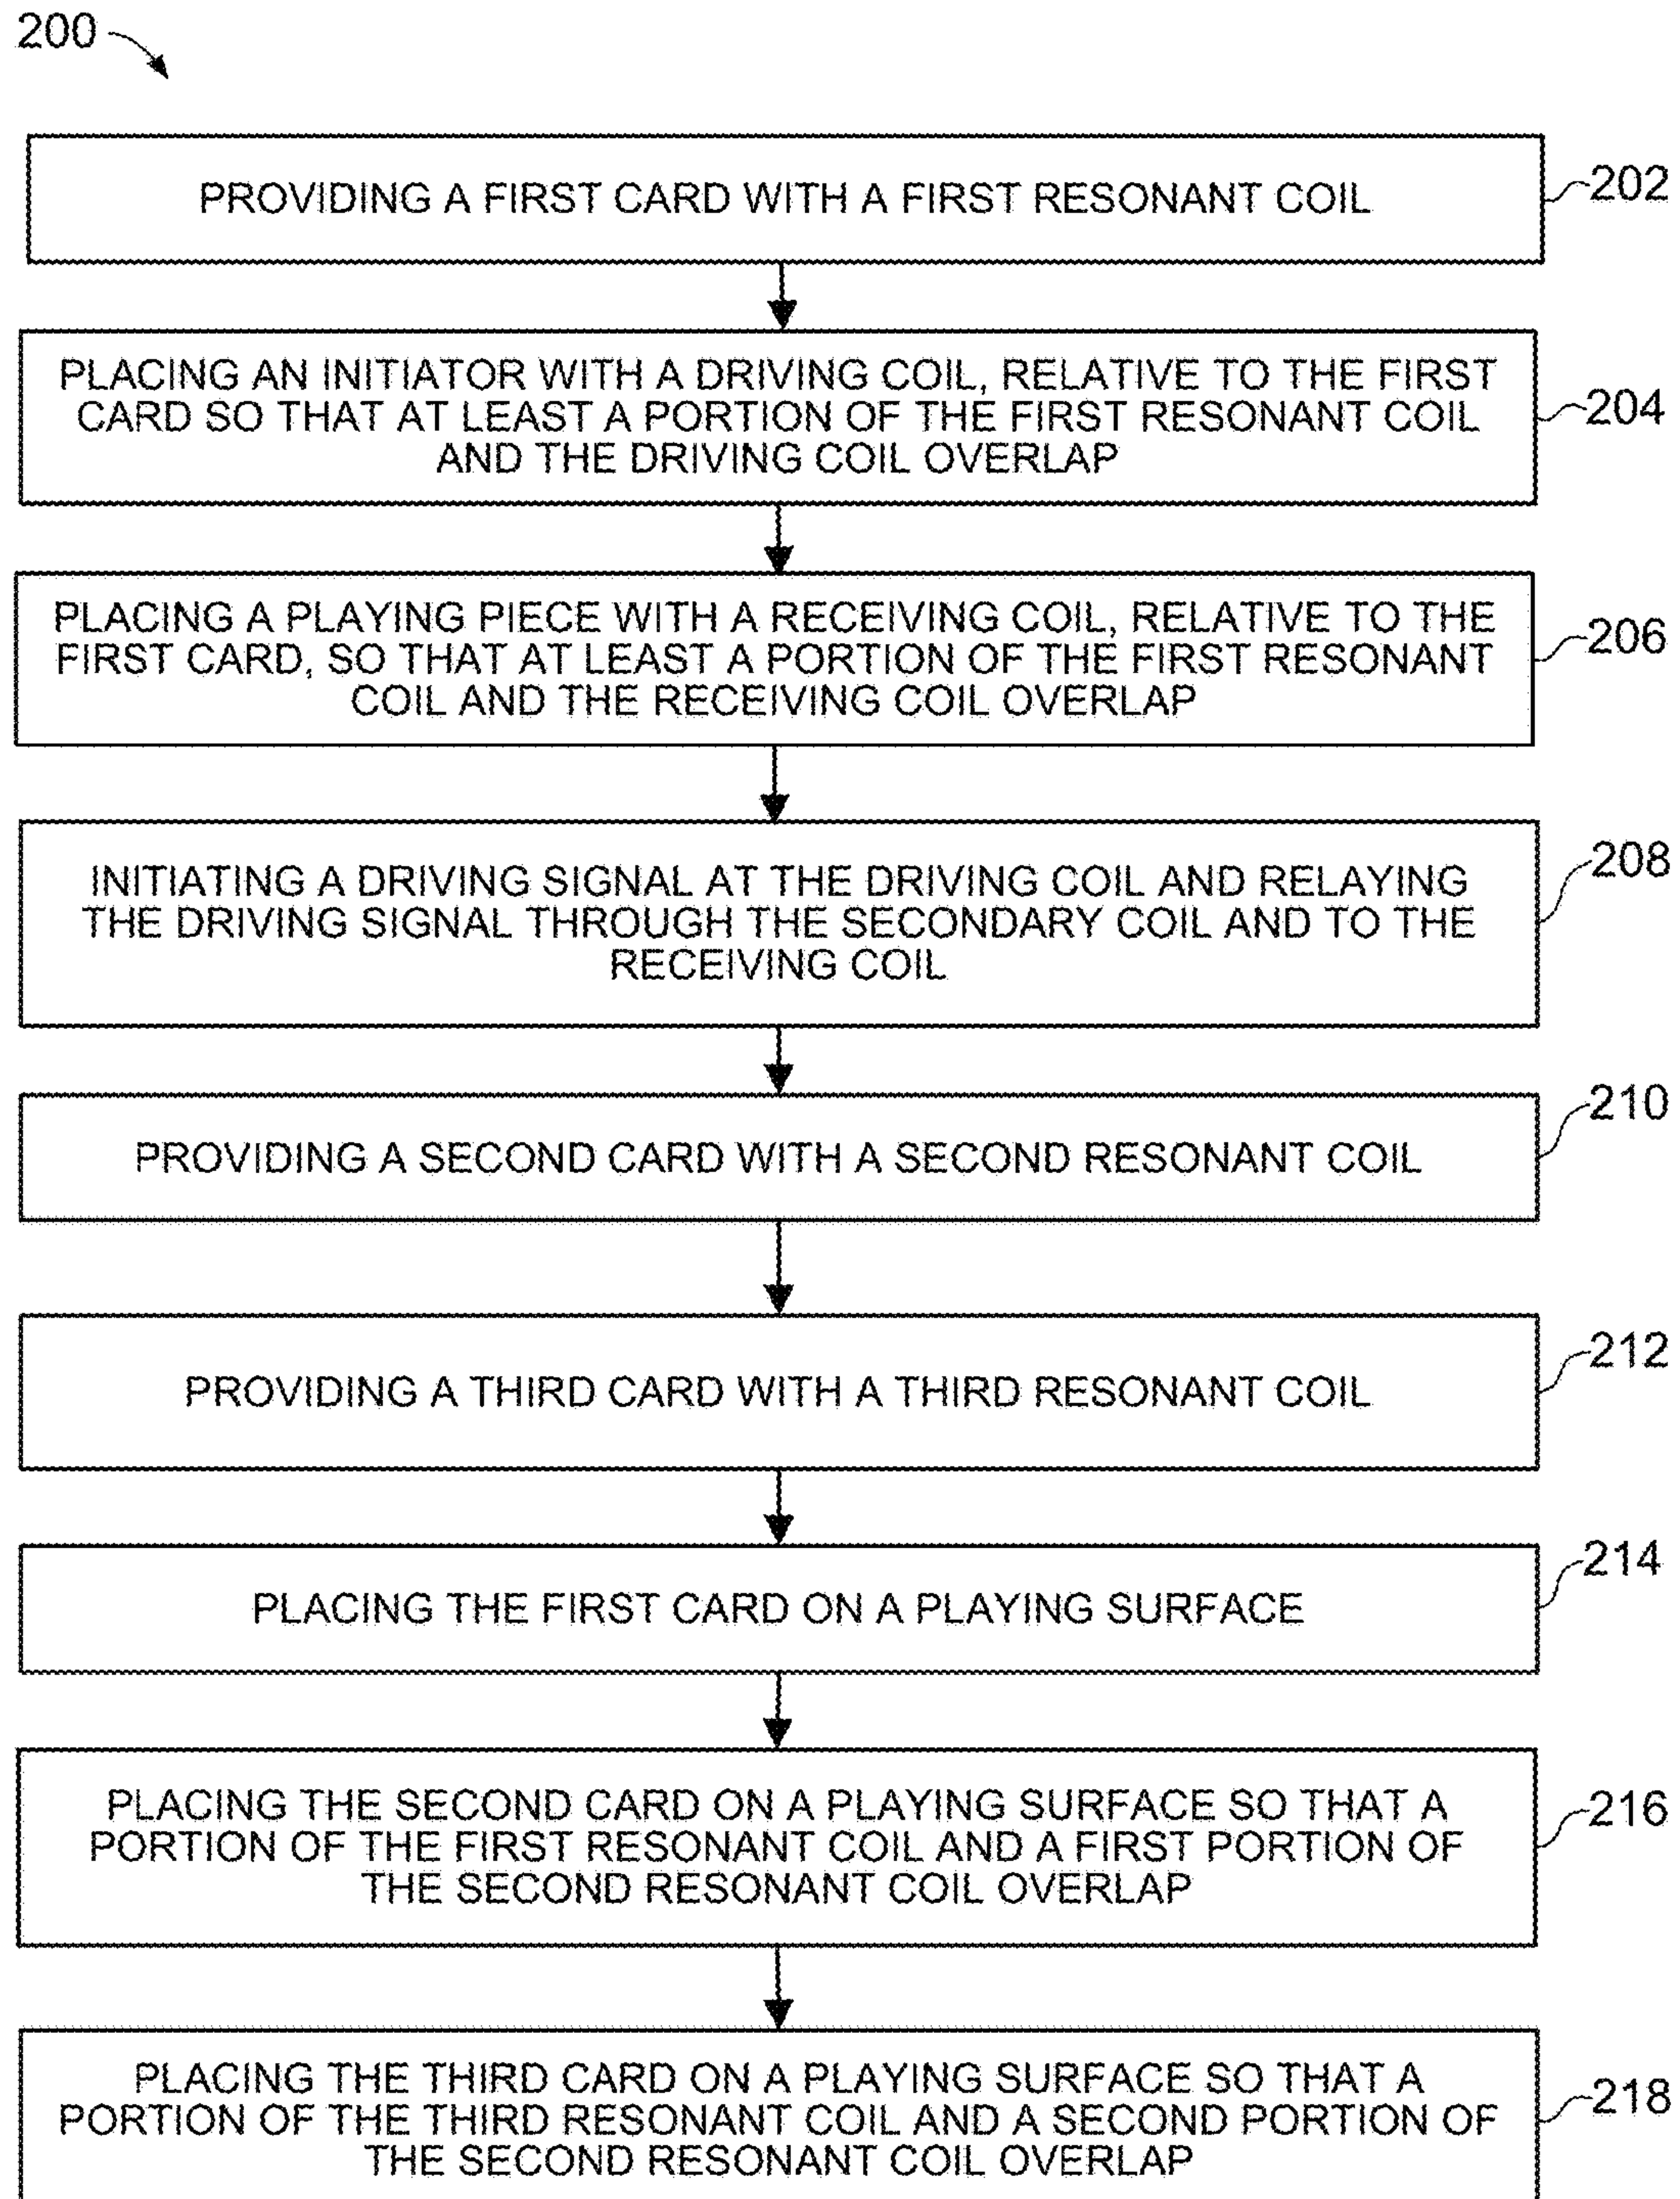 200
PROVIDING A FIRST CARD WITH A FIRST RESONANT COIL
202
PLACING AN INITIATOR WITH A DRIVING COIL, RELATIVE TO THE FIRST
CARD SO THAT AT LEAST A PORTION OF THE FIRST RESONANT COIL
AND THE DRIVING COIL OVERLAP
204
PLACING A PLAYING PIECE WITH A RECEIVING COIL, RELATIVE TO THE
FIRST CARD, SO THAT AT LEAST A PORTION OF THE FIRST RESONANT
COIL AND THE RECEIVING COIL OVERLAP
206
INITIATING A DRIVING SIGNAL AT THE DRIVING COIL AND RELAYING
THE DRIVING SIGNAL THROUGH THE SECONDARY COIL AND TO THE
RECEIVING COIL
208
PROVIDING A SECOND CARD WITH A SECOND RESONANT COIL
210
PROVIDING A THIRD CARD WITH A THIRD RESONANT COIL
212
PLACING THE FIRST CARD ON A PLAYING SURFACE
214
PLACING THE SECOND CARD ON A PLAYING SURFACE SO THAT A
PORTION OF THE FIRST RESONANT COIL AND A FIRST PORTION OF
THE SECOND RESONANT COIL OVERLAP
216
PLACING THE THIRD CARD ON A PLAYING SURFACE SO THAT A
PORTION OF THE THIRD RESONANT COIL AND A SECOND PORTION OF
THE SECOND RESONANT COIL OVERLAP
218